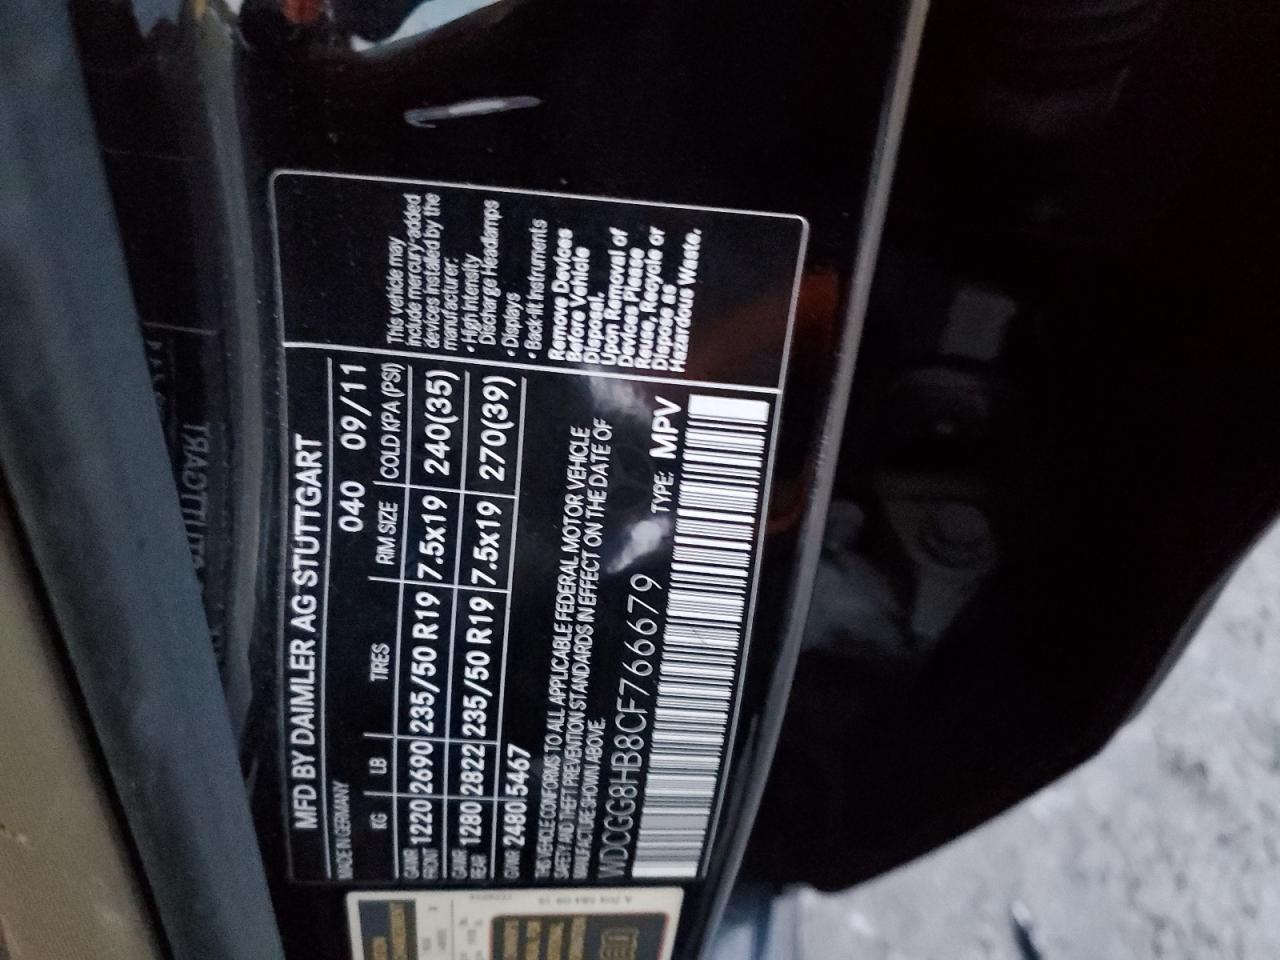 MFD BY DAIMLER AG STUTTGART
MADE IN GERMANY 040 09/11
KG LB TIRES RIM SIZE COLD KPA (PSI)
GAWR FRONT 1220 2690 235/50 R19 7.5x19 240(35)
GAWR REAR 1280 2822 235/50 R19 7.5x19 270(39)
GVWR 2480 5467
THIS VEHICLE CONFORMS TO ALL APPLICABLE FEDERAL MOTOR VEHICLE
SAFETY AND THEFT PREVENTION STANDARDS IN EFFECT ON THE DATE OF
MANUFACTURE SHOWN ABOVE.
WDCGG8HB8CF766679 TYPE: MPV
This vehicle may
include mercury-added
devices installed by the
manufacturer:
• High Intensity
Discharge Headlamps
• Displays
• Back-lit Instruments
Remove Devices
Before Vehicle
Disposal.
Upon Removal of
Devices Please
Reuse, Recycle or
Dispose as
Hazardous Waste.